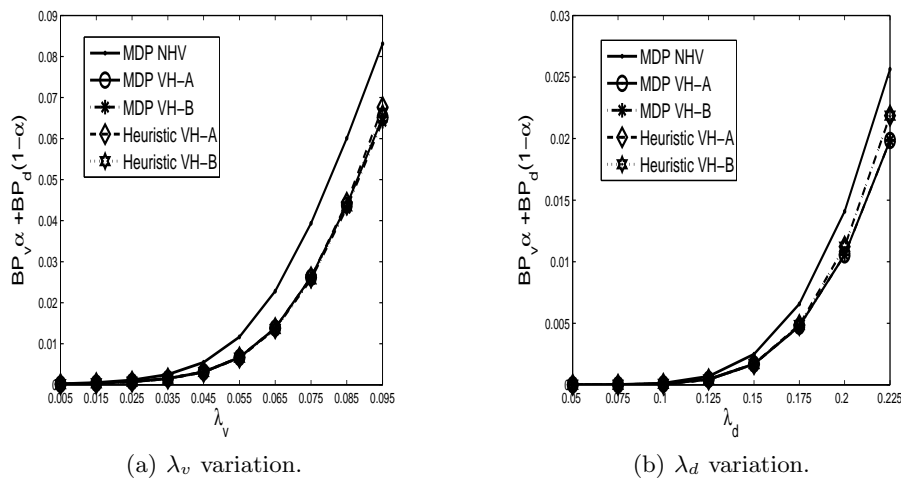 0.09
0.08
0.07
0.06
0.05
0.04
0.03
0.02
0.01
0
BP_vα +BP_d(1−α)
MDP NHV
MDP VH−A
MDP VH−B
Heuristic VH−A
Heuristic VH−B
0.005 0.015 0.025 0.035 0.045 0.055 0.065 0.075 0.085 0.095
λ_v
(a) λ_v variation.
0.03
0.025
0.02
0.015
0.01
0.005
0
BP_vα +BP_d(1−α)
MDP NHV
MDP VH−A
MDP VH−B
Heuristic VH−A
Heuristic VH−B
0.05 0.075 0.1 0.125 0.15 0.175 0.2 0.225
λ_d
(b) λ_d variation.